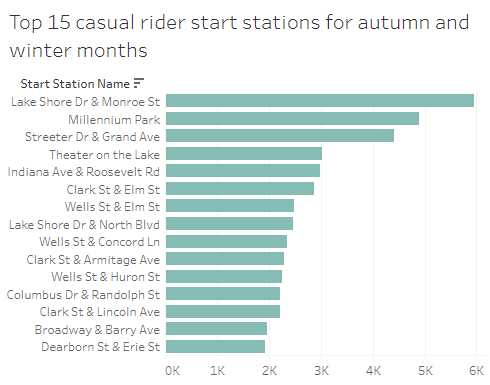 Top 15 casual rider start stations for autumn and
winter months
Start Station Name
Lake Shore Dr & Monroe St
Millennium Park
Streeter Dr & Grand Ave
Theater on the Lake
Indiana Ave & Roosevelt Rd
Clark St & Elm St
Wells St & Elm St
Lake Shore Dr & North Blvd
Wells St & Concord Ln
Clark St & Armitage Ave
Wells St & Huron St
Columbus Dr & Randolph St
Clark St & Lincoln Ave
Broadway & Barry Ave
Dearborn St & Erie St
0K 1K 2K 3K 4K 5K 6K